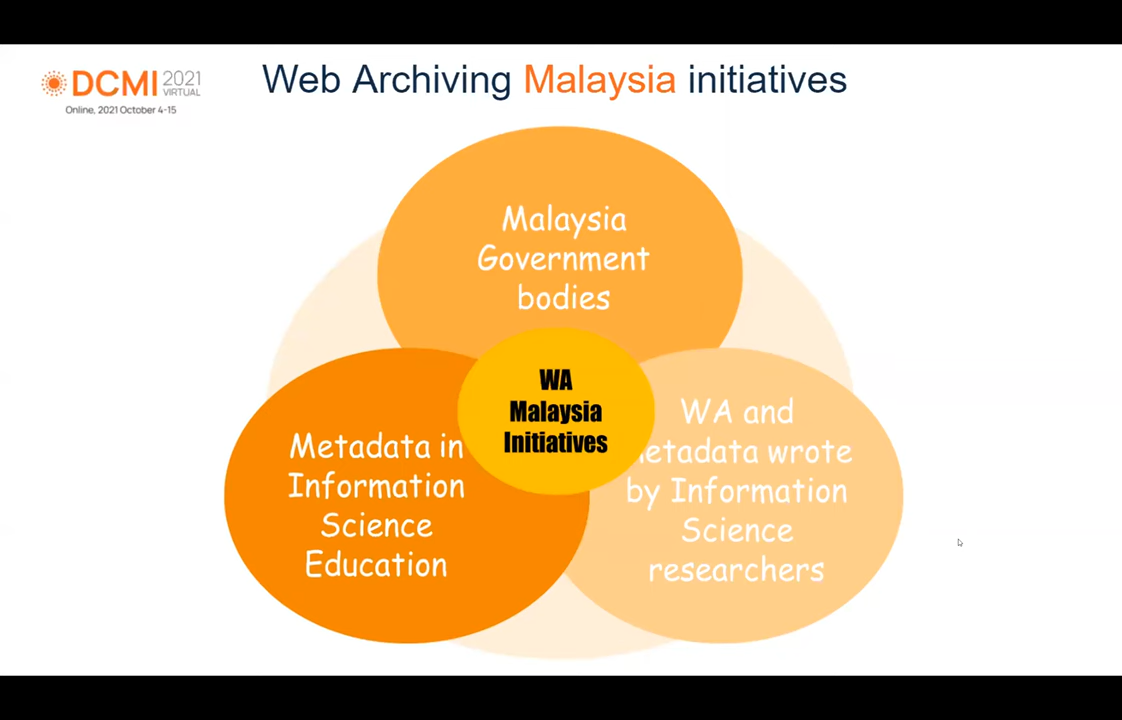 DCMI 2021
VIRTUAL
Online, 2021 October 4-15
Web Archiving Malaysia initiatives
Malaysia
Government
bodies
WA
Malaysia
Initiatives
Metadata in
Information
Science
Education
WA and
etadata wrote
by Information
Science
researchers